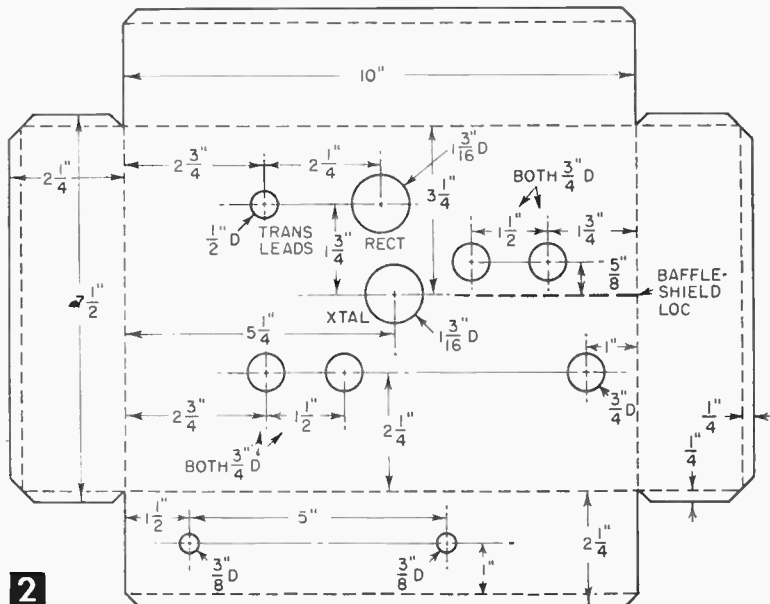 10"
2 1/4"
2 3/4"
2 1/4"
1 3/16" D
3 1/4"
BOTH 3/4" D
1 1/2"
1 3/4"
1/2" D
TRANS
LEADS
RECT
1 3/4"
5/8"
BAFFLE-
SHIELD
LOC
7 1/2"
XTAL
5 1/4"
1 3/16" D
1"
3/4" D
2 3/4"
1 1/2"
2 1/4"
1/4"
1/4"
BOTH 3/4" D
1 1/2"
5"
3/8" D
3/8" D
1"
2 1/4"
2